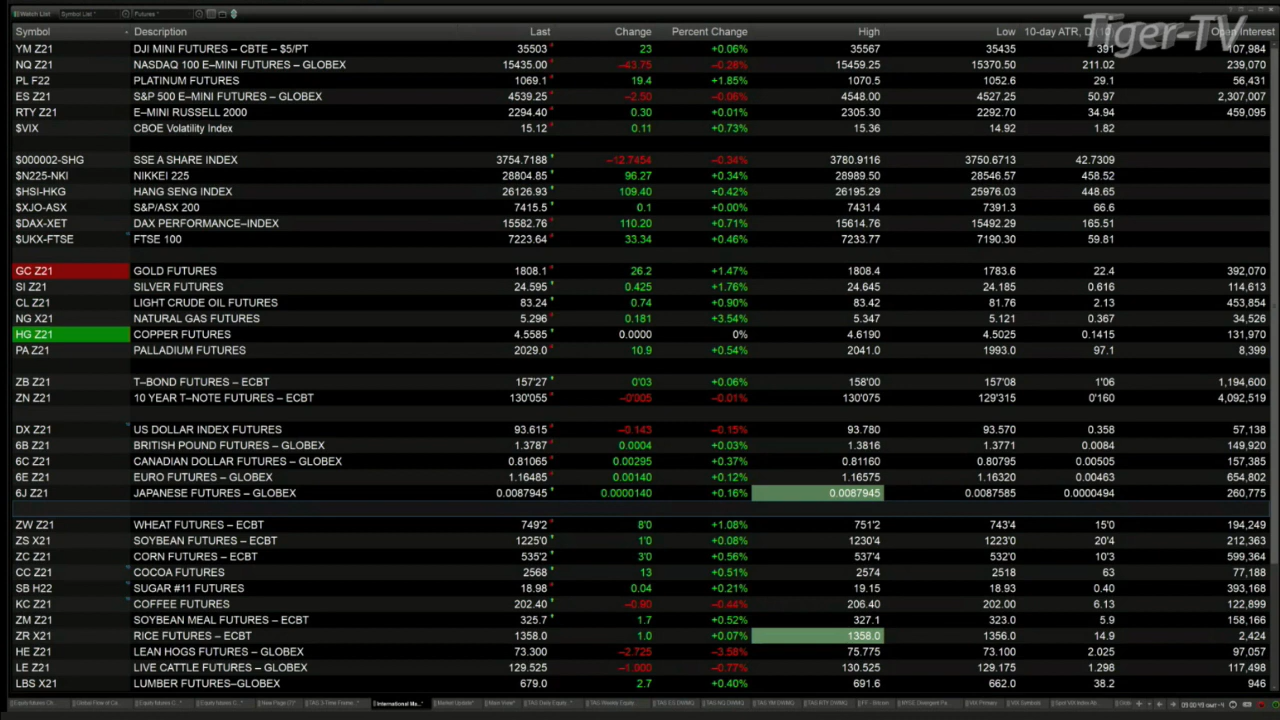 Watch List Symbol List Futures
Tiger-TV
Symbol Description Last Change Percent Change High Low 10-day ATR, Open Interest
YM Z21 DJI MINI FUTURES – CBTE – $5/PT 35503 23 +0.06% 35567 35435 391 107,984
NQ Z21 NASDAQ 100 E–MINI FUTURES – GLOBEX 15435.00 –43.75 –0.28% 15459.25 15370.50 211.02 239,070
PL F22 PLATINUM FUTURES 1069.1 19.4 +1.85% 1070.5 1052.6 29.1 56,431
ES Z21 S&P 500 E–MINI FUTURES – GLOBEX 4539.25 –2.50 –0.06% 4548.00 4527.25 50.97 2,307,007
RTY Z21 E–MINI RUSSELL 2000 2294.40 0.30 +0.01% 2305.30 2292.70 34.94 459,095
$VIX CBOE Volatility Index 15.12 0.11 +0.73% 15.36 14.92 1.82
$000002-SHG SSE A SHARE INDEX 3754.7188 –12.7454 –0.34% 3780.9116 3750.6713 42.7309
$N225-NKI NIKKEI 225 28804.85 96.27 +0.34% 28989.50 28546.57 458.52
$HSI-HKG HANG SENG INDEX 26126.93 109.40 +0.42% 26195.29 25976.03 448.65
$XJO-ASX S&P/ASX 200 7415.5 0.1 +0.00% 7431.4 7391.3 66.6
$DAX-XET DAX PERFORMANCE–INDEX 15582.76 110.20 +0.71% 15614.76 15492.29 165.51
$UKX-FTSE FTSE 100 7223.64 33.34 +0.46% 7233.77 7190.30 59.81
GC Z21 GOLD FUTURES 1808.1 26.2 +1.47% 1808.4 1783.6 22.4 392,070
SI Z21 SILVER FUTURES 24.595 0.425 +1.76% 24.645 24.185 0.616 114,613
CL Z21 LIGHT CRUDE OIL FUTURES 83.24 0.74 +0.90% 83.42 81.76 2.13 453,854
NG X21 NATURAL GAS FUTURES 5.296 0.181 +3.54% 5.347 5.121 0.367 34,526
HG Z21 COPPER FUTURES 4.5585 0.0000 0% 4.6190 4.5025 0.1415 131,970
PA Z21 PALLADIUM FUTURES 2029.0 10.9 +0.54% 2041.0 1993.0 97.1 8,399
ZB Z21 T–BOND FUTURES – ECBT 157'27 0'03 +0.06% 158'00 157'08 1'06 1,194,600
ZN Z21 10 YEAR T–NOTE FUTURES – ECBT 130'055 –0'005 –0.01% 130'075 129'315 0'160 4,092,519
DX Z21 US DOLLAR INDEX FUTURES 93.615 –0.143 –0.15% 93.780 93.570 0.358 57,138
6B Z21 BRITISH POUND FUTURES – GLOBEX 1.3787 0.0004 +0.03% 1.3816 1.3771 0.0084 149,920
6C Z21 CANADIAN DOLLAR FUTURES – GLOBEX 0.81065 0.00295 +0.37% 0.81160 0.80795 0.00505 157,385
6E Z21 EURO FUTURES – GLOBEX 1.16485 0.00140 +0.12% 1.16575 1.16320 0.00463 654,802
6J Z21 JAPANESE FUTURES – GLOBEX 0.0087945 0.0000140 +0.16% 0.0087945 0.0087585 0.0000494 260,775
ZW Z21 WHEAT FUTURES – ECBT 749'2 8'0 +1.08% 751'2 743'4 15'0 194,249
ZS X21 SOYBEAN FUTURES – ECBT 1225'0 1'0 +0.08% 1230'4 1223'0 20'4 212,363
ZC Z21 CORN FUTURES – ECBT 535'2 3'0 +0.56% 537'4 532'0 10'3 599,364
CC Z21 COCOA FUTURES 2568 13 +0.51% 2574 2518 63 77,188
SB H22 SUGAR #11 FUTURES 18.98 0.04 +0.21% 19.15 18.93 0.40 393,168
KC Z21 COFFEE FUTURES 202.40 –0.90 –0.44% 206.40 202.00 6.13 122,899
ZM Z21 SOYBEAN MEAL FUTURES – ECBT 325.7 1.7 +0.52% 327.1 323.0 5.9 158,166
ZR X21 RICE FUTURES – ECBT 1358.0 1.0 +0.07% 1358.0 1356.0 14.9 2,424
HE Z21 LEAN HOGS FUTURES – GLOBEX 73.300 –2.725 –3.58% 75.775 73.100 2.025 97,057
LE Z21 LIVE CATTLE FUTURES – GLOBEX 129.525 –1.000 –0.77% 130.525 129.175 1.298 117,498
LBS X21 LUMBER FUTURES–GLOBEX 679.0 2.7 +0.40% 691.6 662.0 38.2 946
International Ma... Market Update* TAS Weekly Equity TAS ES DWMQ TAS NQ DWMQ TAS YM DWMQ TAS RTY DWMQ VIX Primary VIX Symbols